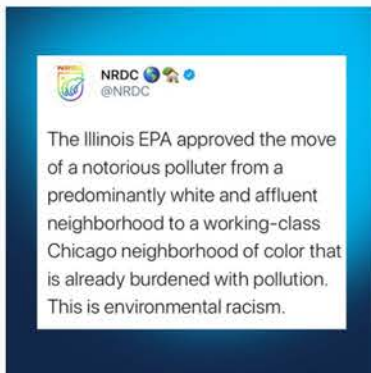 NRDC 🌎🏡
@NRDC
The Illinois EPA approved the move
of a notorious polluter from a
predominantly white and affluent
neighborhood to a working-class
Chicago neighborhood of color that
is already burdened with pollution.
This is environmental racism.